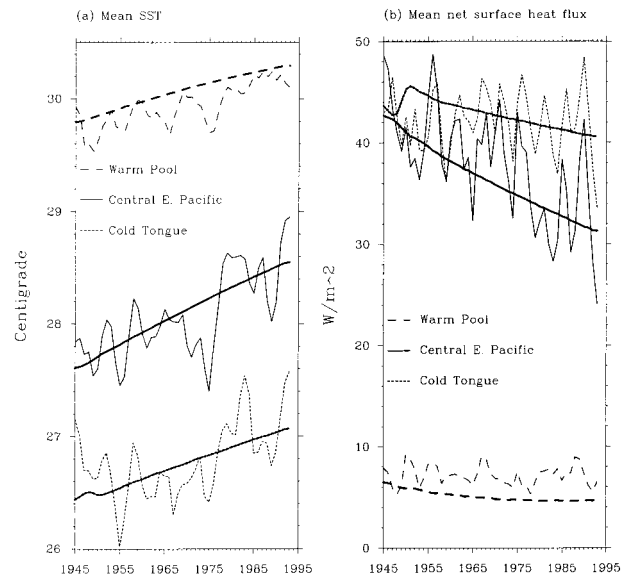 (a) Mean SST
Centigrade
30
29
28
27
26
Warm Pool
Central E. Pacific
Cold Tongue
1945
1955
1965
1975
1985
1995
(b) Mean net surface heat flux
W/m^2
50
40
30
20
10
0
Warm Pool
Central E. Pacific
Cold Tongue
1945
1955
1965
1975
1985
1995